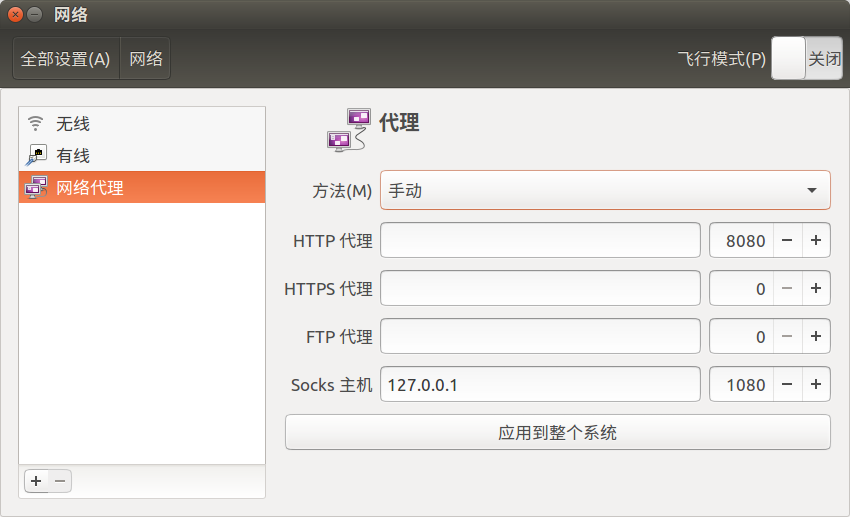 网络
全部设置(A) 网络 飞行模式(P) 关闭
无线
有线
网络代理
代理
方法(M) 手动
HTTP 代理 8080 − +
HTTPS 代理 0 − +
FTP 代理 0 − +
Socks 主机 127.0.0.1 1080 − +
应用到整个系统
+ −